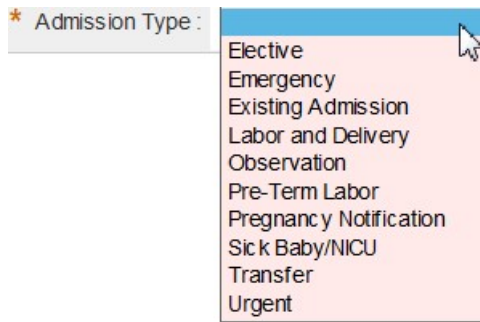 * Admission Type :
Elective
Emergency
Existing Admission
Labor and Delivery
Observation
Pre-Term Labor
Pregnancy Notification
Sick Baby/NICU
Transfer
Urgent